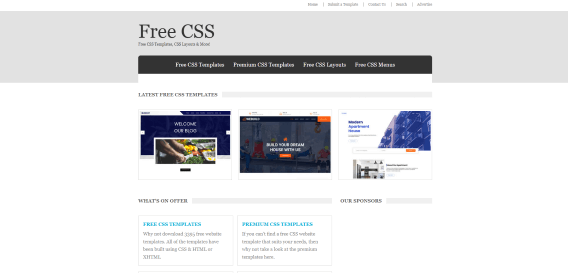 Home | Submit a Template | Contact Us | Search | Advertise
Free CSS
Free CSS Templates, CSS Layouts & More!
Free CSS Templates Premium CSS Templates Free CSS Layouts Free CSS Menus
LATEST FREE CSS TEMPLATES
WELCOME
OUR BLOG
BUILD YOUR DREAM
HOUSE WITH US
Modern
Apartment
House
WHAT'S ON OFFER
OUR SPONSORS
FREE CSS TEMPLATES
Why not download
free website
templates. All of the templates have
been built using CSS & HTML or
XHTML.
PREMIUM CSS TEMPLATES
If you can't find a free CSS website
template that suits your needs, then
why not take a look at the premium
templates here.